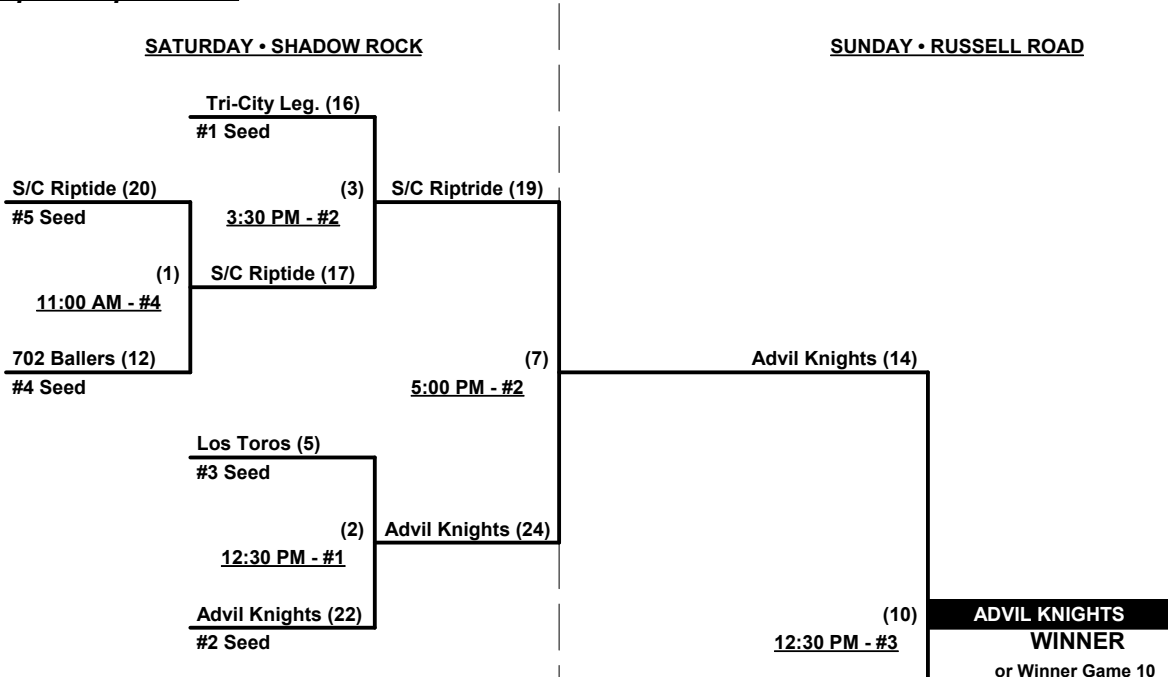 SATURDAY • SHADOW ROCK
SUNDAY • RUSSELL ROAD
Tri-City Leg. (16)
#1 Seed
S/C Riptide (20)
(3)
S/C Riptride (19)
#5 Seed
3:30 PM - #2
(1)
S/C Riptide (17)
11:00 AM - #4
702 Ballers (12)
(7)
Advil Knights (14)
#4 Seed
5:00 PM - #2
Los Toros (5)
#3 Seed
(2)
Advil Knights (24)
12:30 PM - #1
Advil Knights (22)
(10)
ADVIL KNIGHTS
#2 Seed
12:30 PM - #3
WINNER
or Winner Game 10